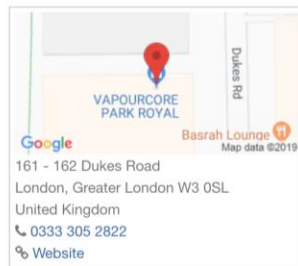 Dukes Rd
VAPOURCORE
PARK ROYAL
Basrah Lounge
Google
Map data ©2019
161 - 162 Dukes Road
London, Greater London W3 0SL
United Kingdom
0333 305 2822
Website